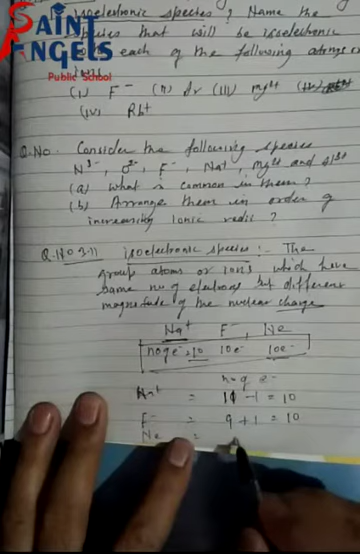 SAINT
ANGELS
Public School
isoelectronic species? Name the
species that will be isoelectronic
with each of the following atoms or
(i) F⁻ (ii) Ar (iii) Mg²⁺
(iv) Rb⁺
Q.No. Consider the following species
N³⁻, O²⁻, F⁻, Na⁺, Mg²⁺ and Al³⁺
(a) What is common in them?
(b) Arrange them in order of
increasing Ionic radii?
Q.No 3.11 isoelectronic species:- The
group atoms or ions which have
same no of electrons but different
magnitude of the nuclear charge
Na⁺ F⁻, Ne
no of e⁻ = 10 10e⁻ 10e⁻
no of e⁻
Na⁺ = 11 - 1 = 10
F⁻ = 9 + 1 = 10
Ne =